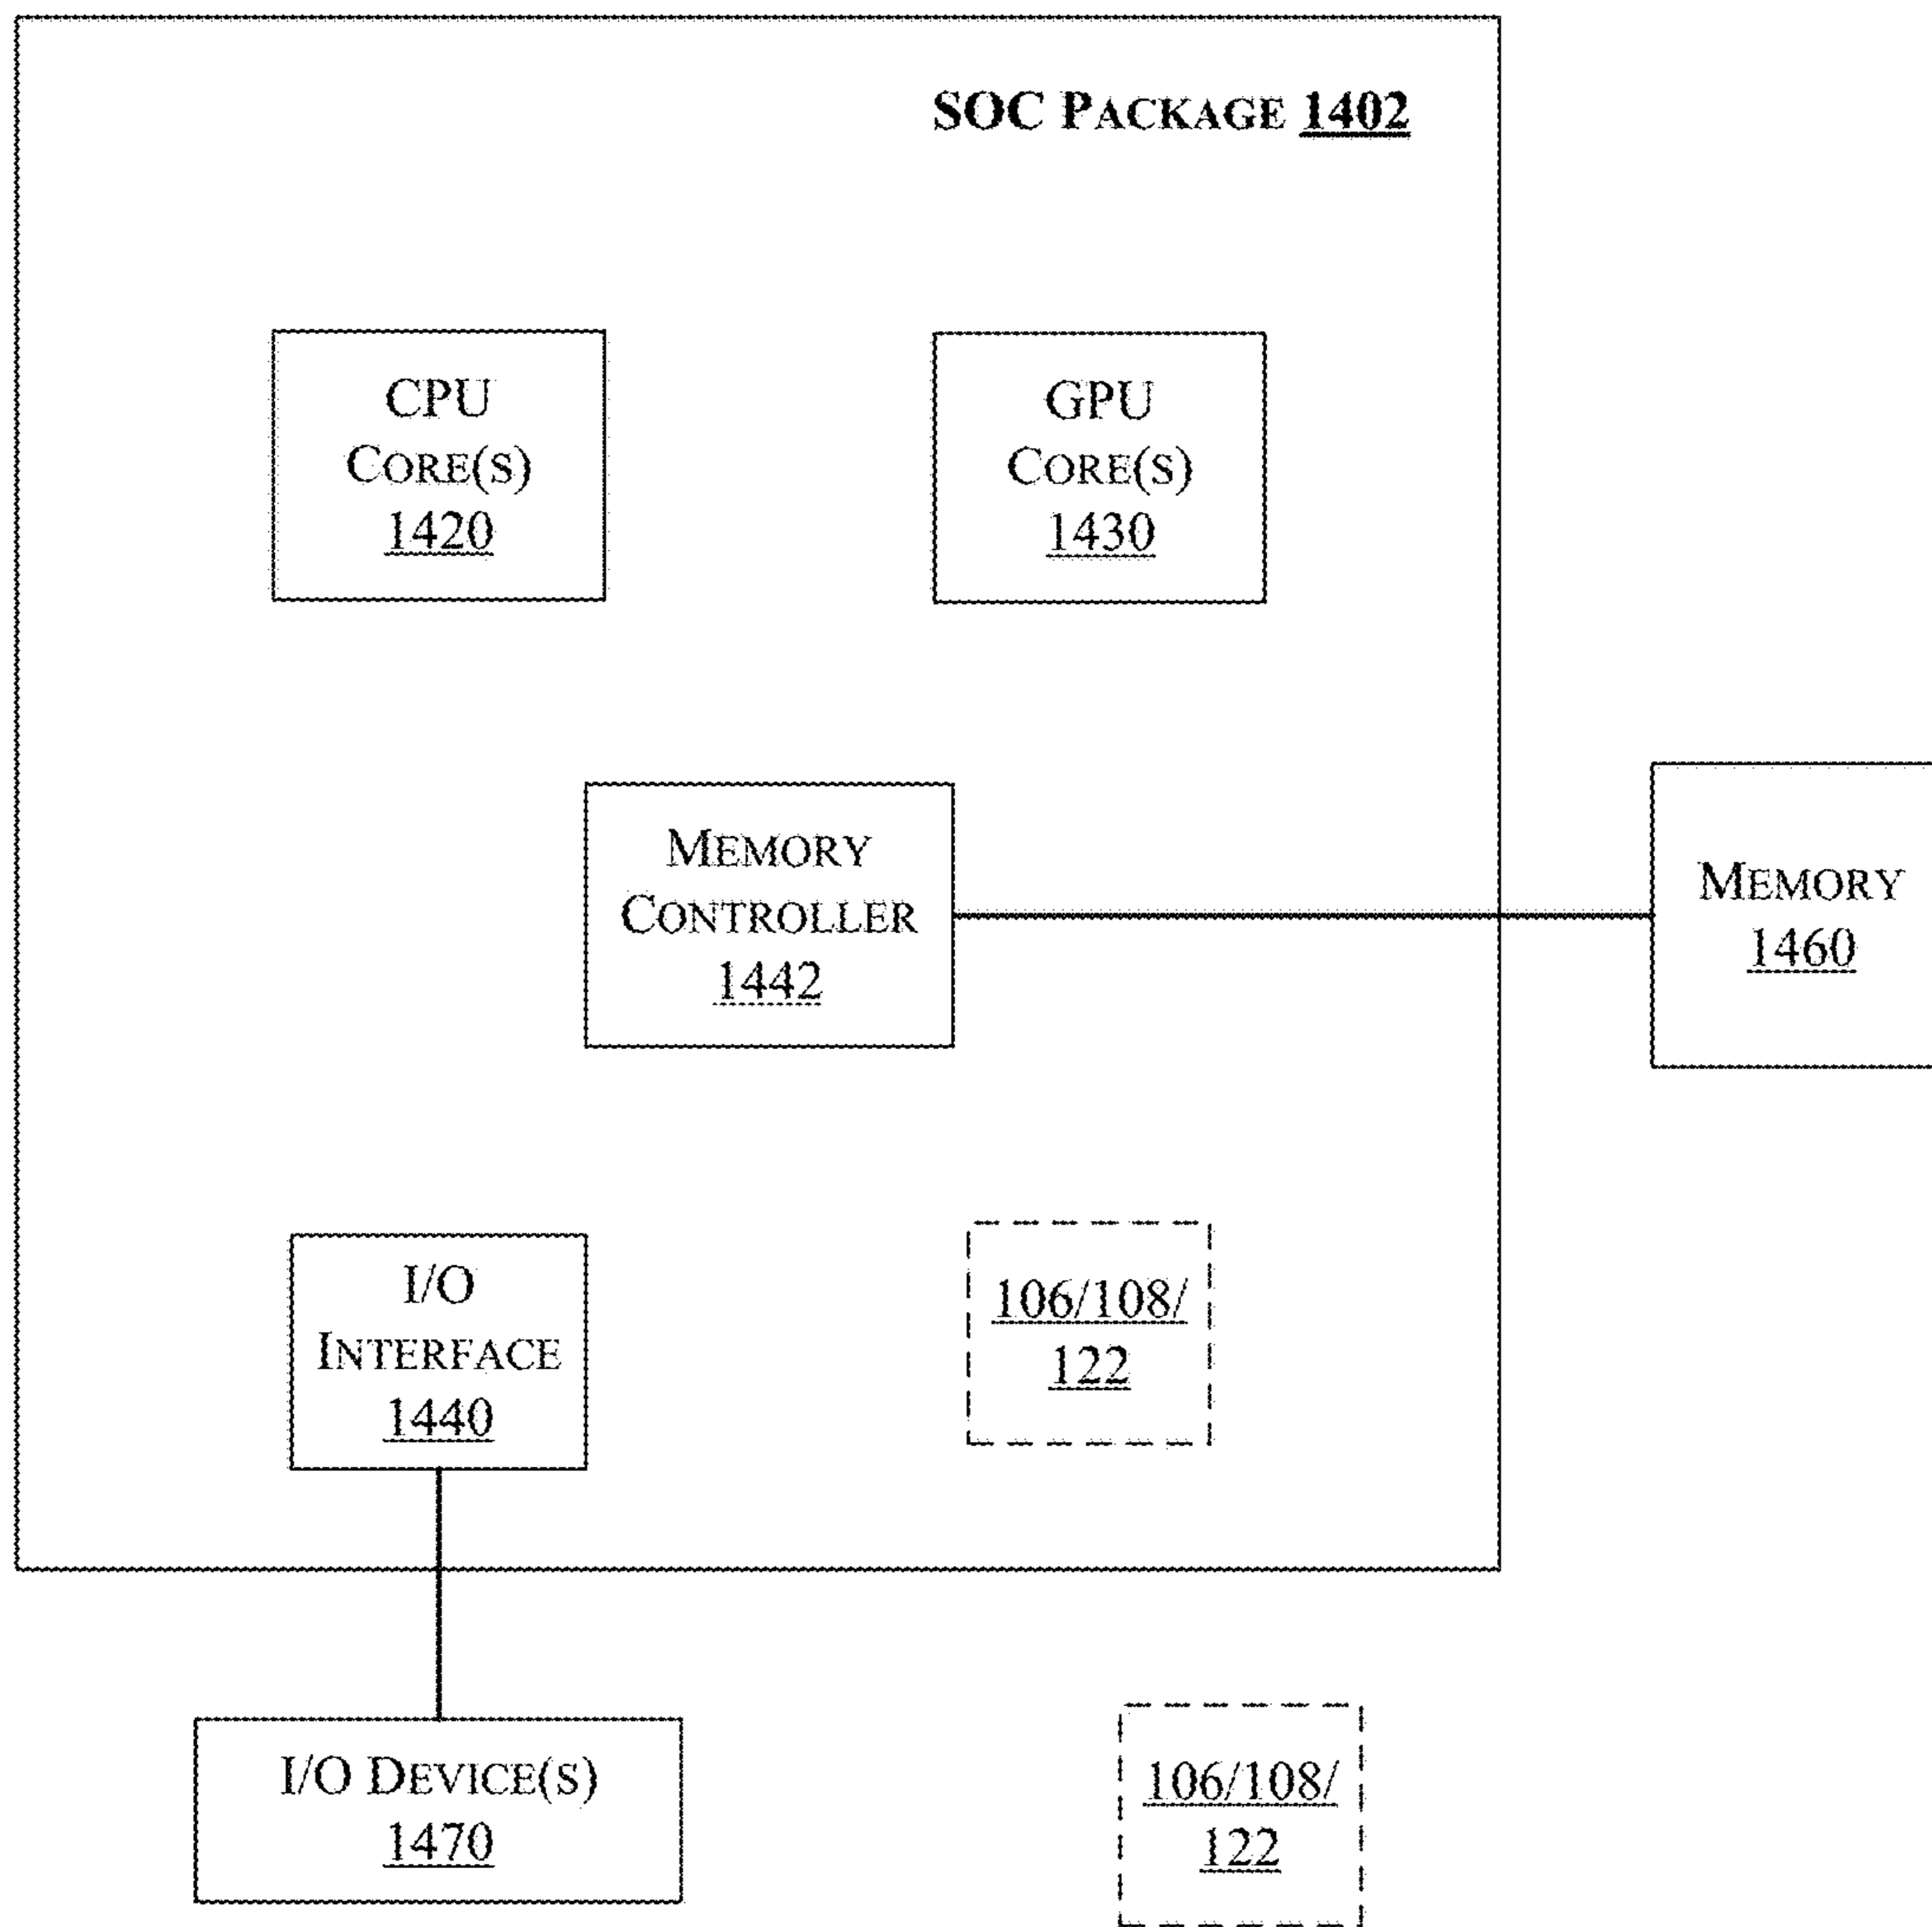 SOC PACKAGE 1402
CPU
CORE(S)
1420
GPU
CORE(S)
1430
MEMORY
CONTROLLER
1442
MEMORY
1460
I/O
INTERFACE
1440
106/108/
122
I/O DEVICE(S)
1470
106/108/
122